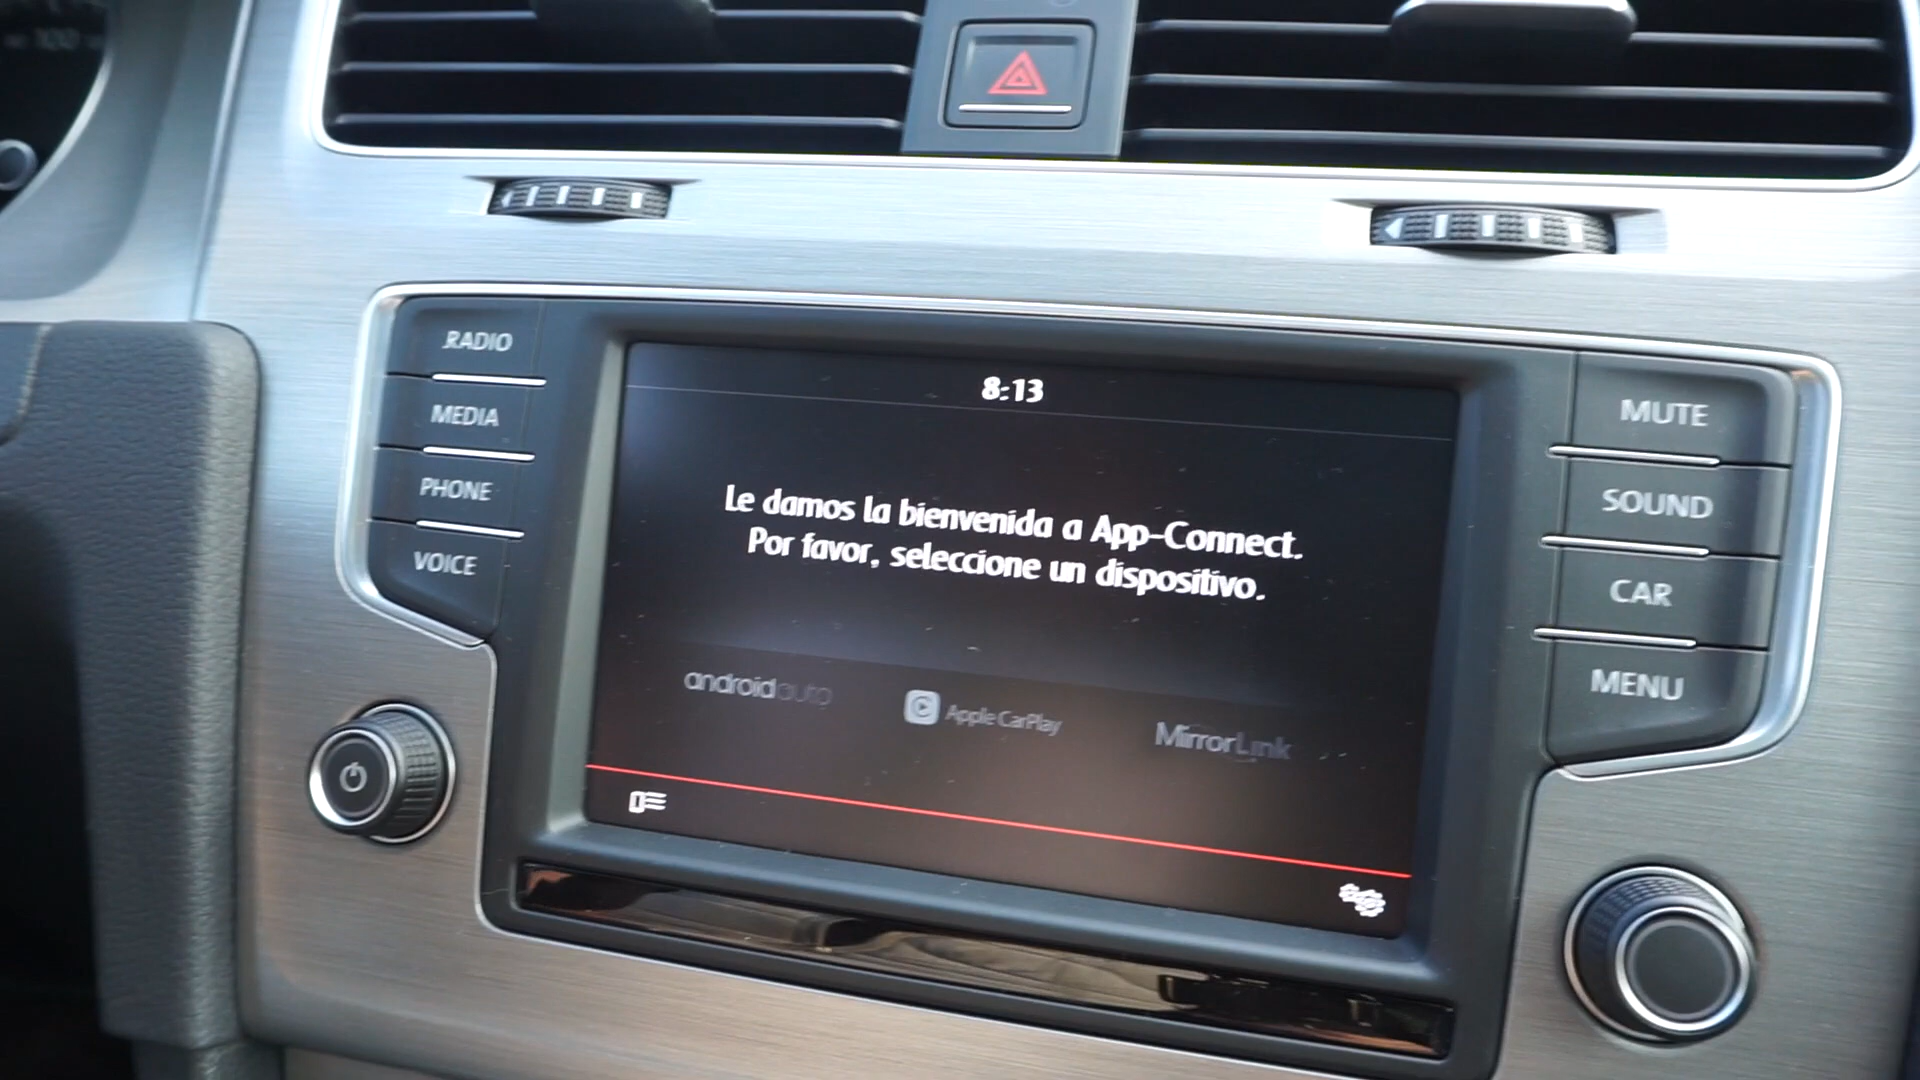 100
RADIO
MEDIA
PHONE
VOICE
8:13
Le damos la bienvenida a App-Connect.
Por favor, seleccione un dispositivo.
androidauto
Apple CarPlay
MirrorLink
MUTE
SOUND
CAR
MENU